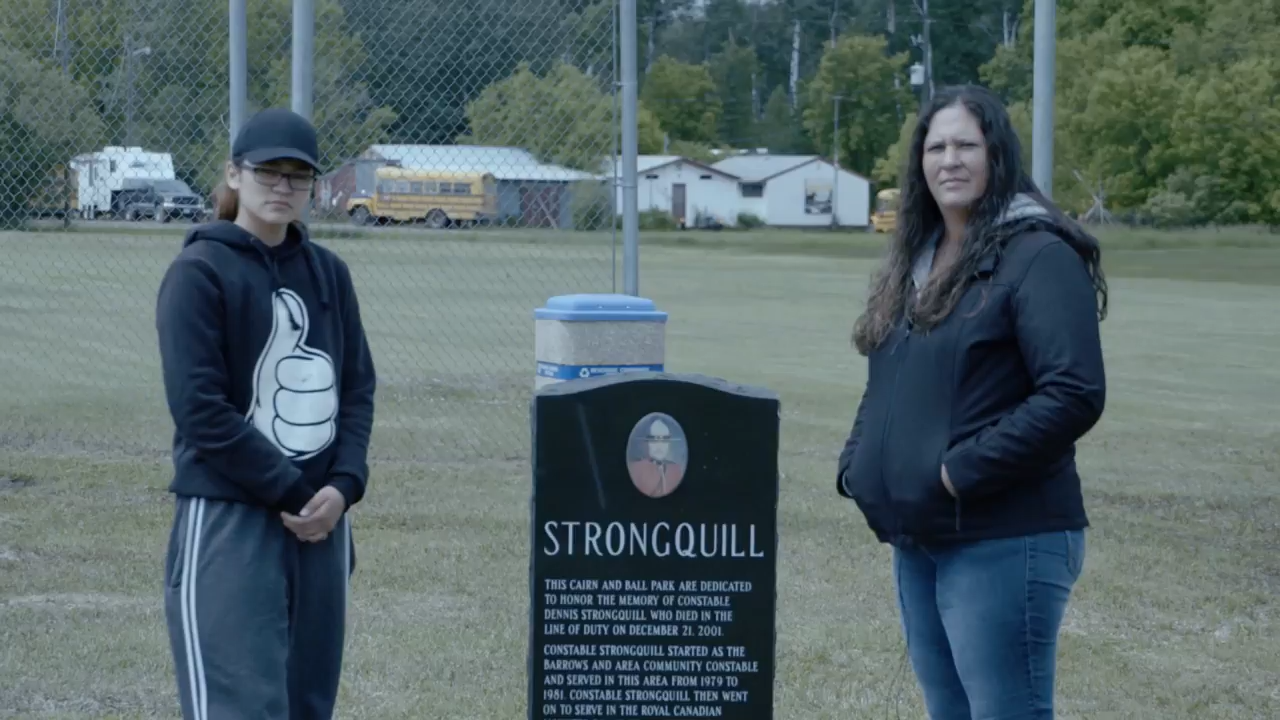 STRONGQUILL
THIS CAIRN AND BALL PARK ARE DEDICATED
TO HONOR THE MEMORY OF CONSTABLE
DENNIS STRONGQUILL WHO DIED IN THE
LINE OF DUTY ON DECEMBER 21, 2001.
CONSTABLE STRONGQUILL STARTED AS THE
BARROWS AND AREA COMMUNITY CONSTABLE
AND SERVED IN THIS AREA FROM 1979 TO
1981. CONSTABLE STRONGQUILL THEN WENT
ON TO SERVE IN THE ROYAL CANADIAN